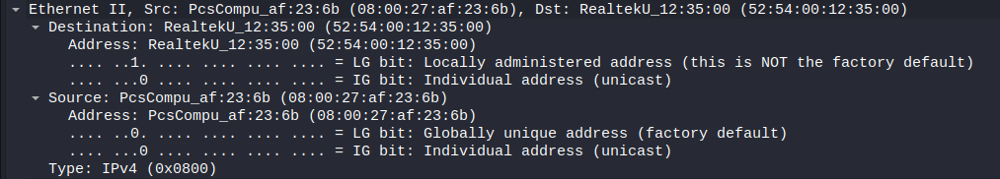 Ethernet II, Src: PcsCompu_af:23:6b (08:00:27:af:23:6b), Dst: RealtekU_12:35:00 (52:54:00:12:35:00)
Destination: RealtekU_12:35:00 (52:54:00:12:35:00)
Address: RealtekU_12:35:00 (52:54:00:12:35:00)
.... ..1. .... .... .... .... = LG bit: Locally administered address (this is NOT the factory default)
.... ...0 .... .... .... .... = IG bit: Individual address (unicast)
Source: PcsCompu_af:23:6b (08:00:27:af:23:6b)
Address: PcsCompu_af:23:6b (08:00:27:af:23:6b)
.... ..0. .... .... .... .... = LG bit: Globally unique address (factory default)
.... ...0 .... .... .... .... = IG bit: Individual address (unicast)
Type: IPv4 (0x0800)